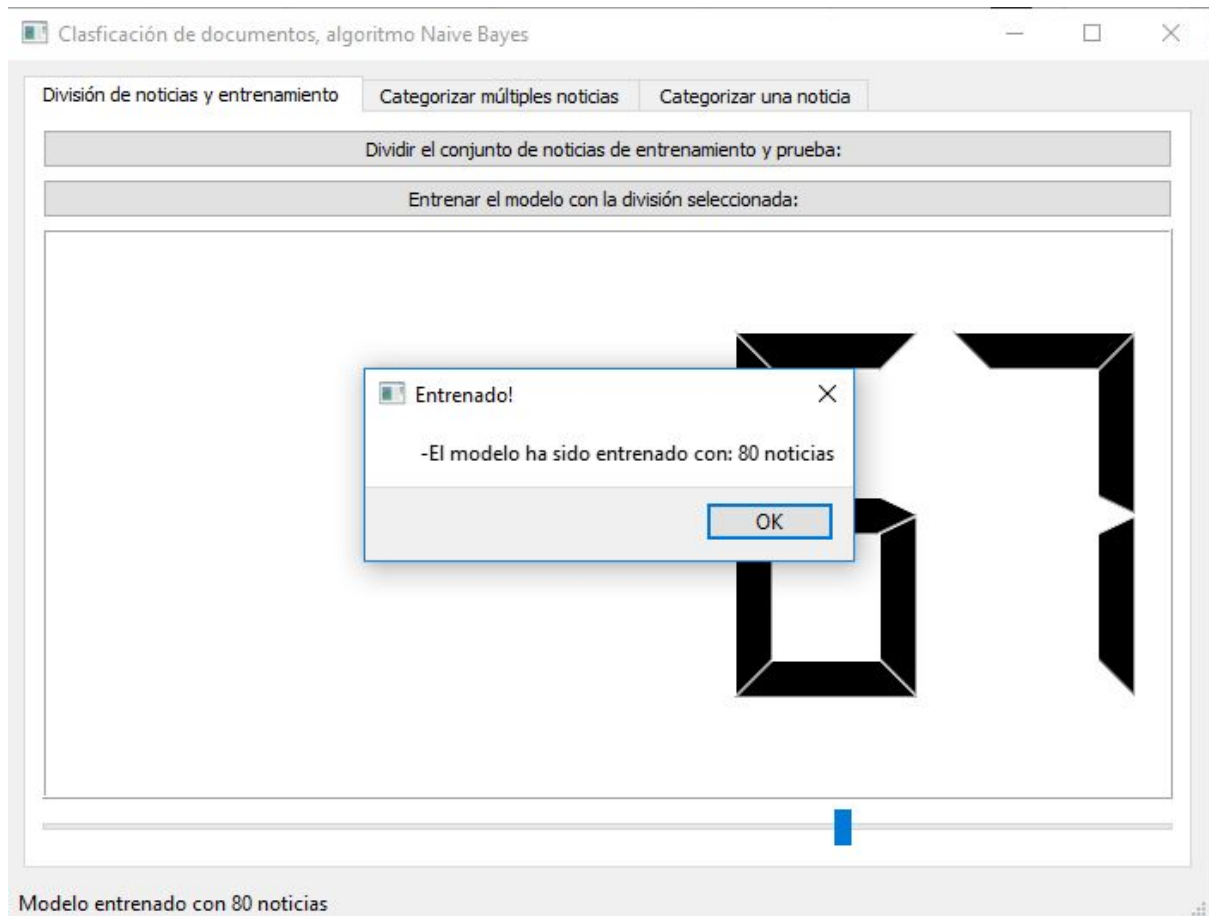 Clasficación de documentos, algoritmo Naive Bayes
División de noticias y entrenamiento Categorizar múltiples noticias Categorizar una noticia
Dividir el conjunto de noticias de entrenamiento y prueba:
Entrenar el modelo con la división seleccionada:
67
Entrenado!
-El modelo ha sido entrenado con: 80 noticias
OK
Modelo entrenado con 80 noticias